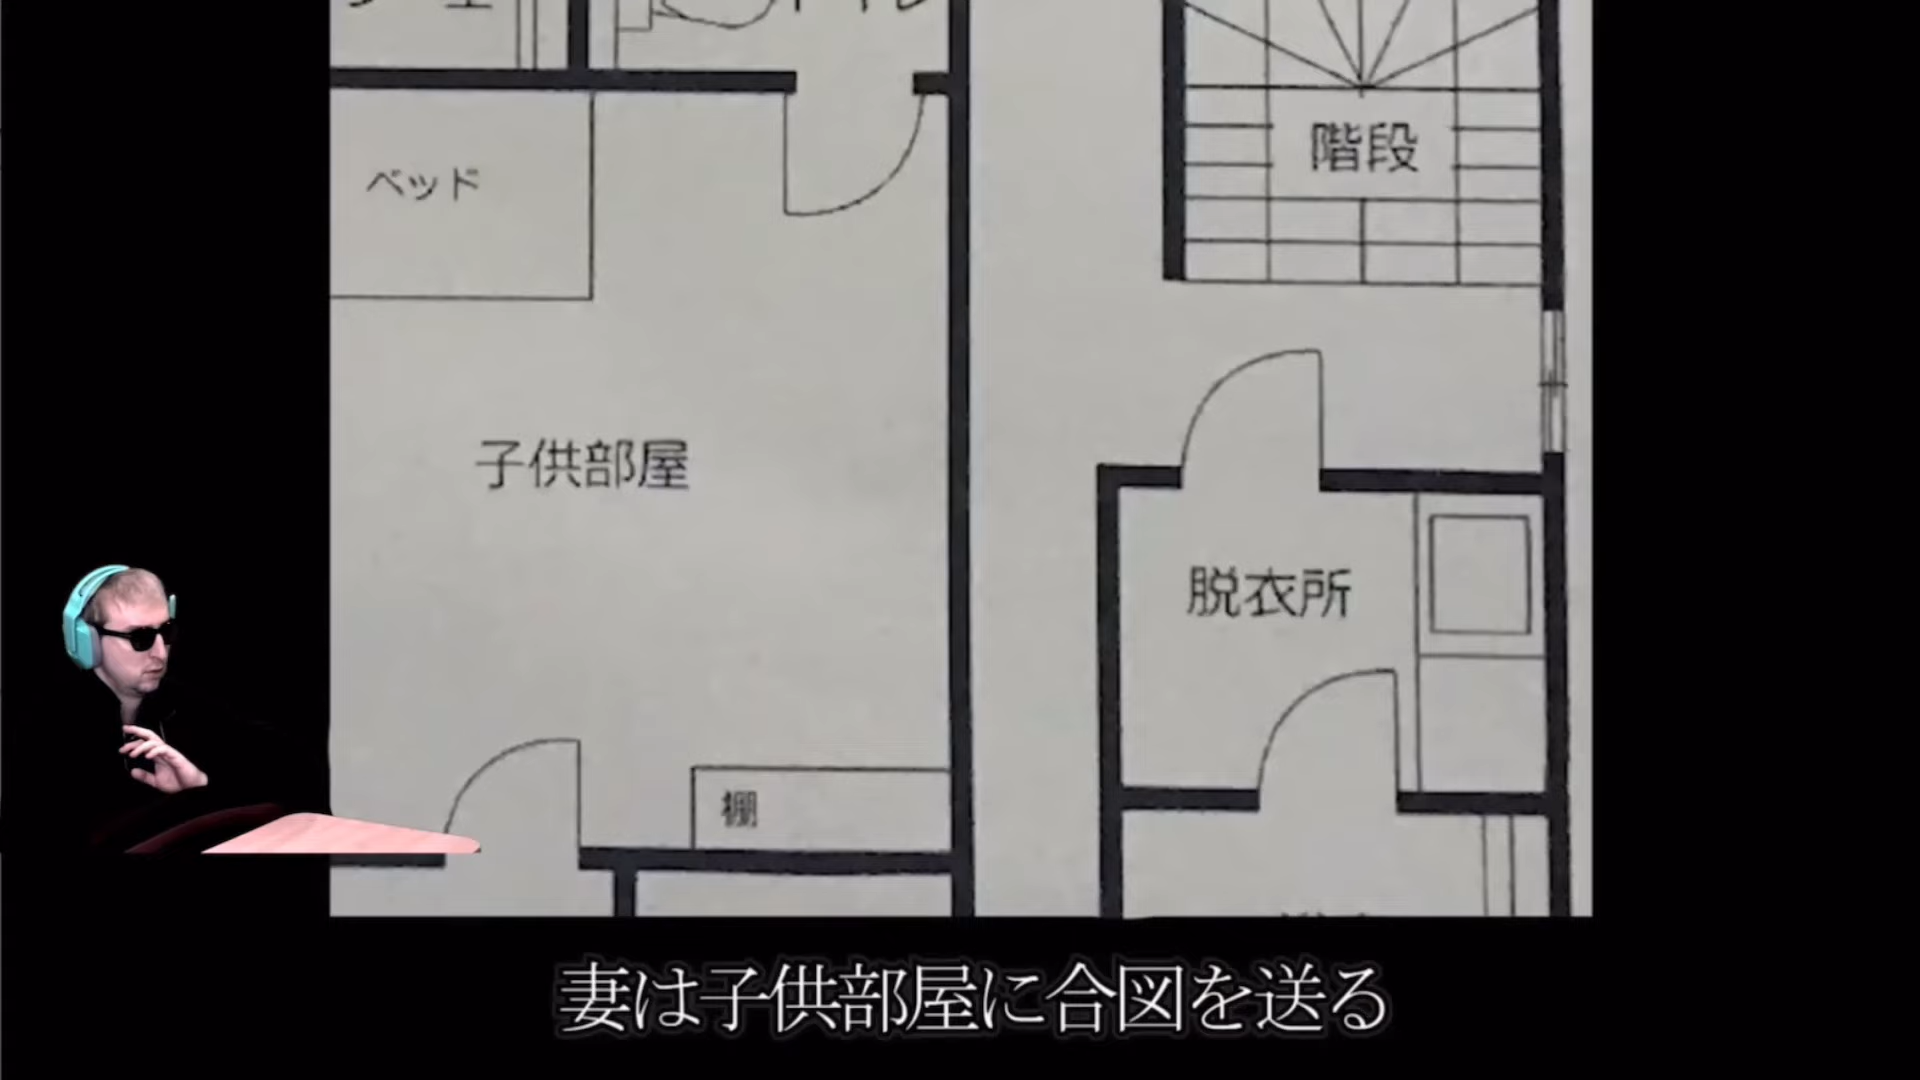 ベッド
階段
子供部屋
脱衣所
棚
妻は子供部屋に合図を送る